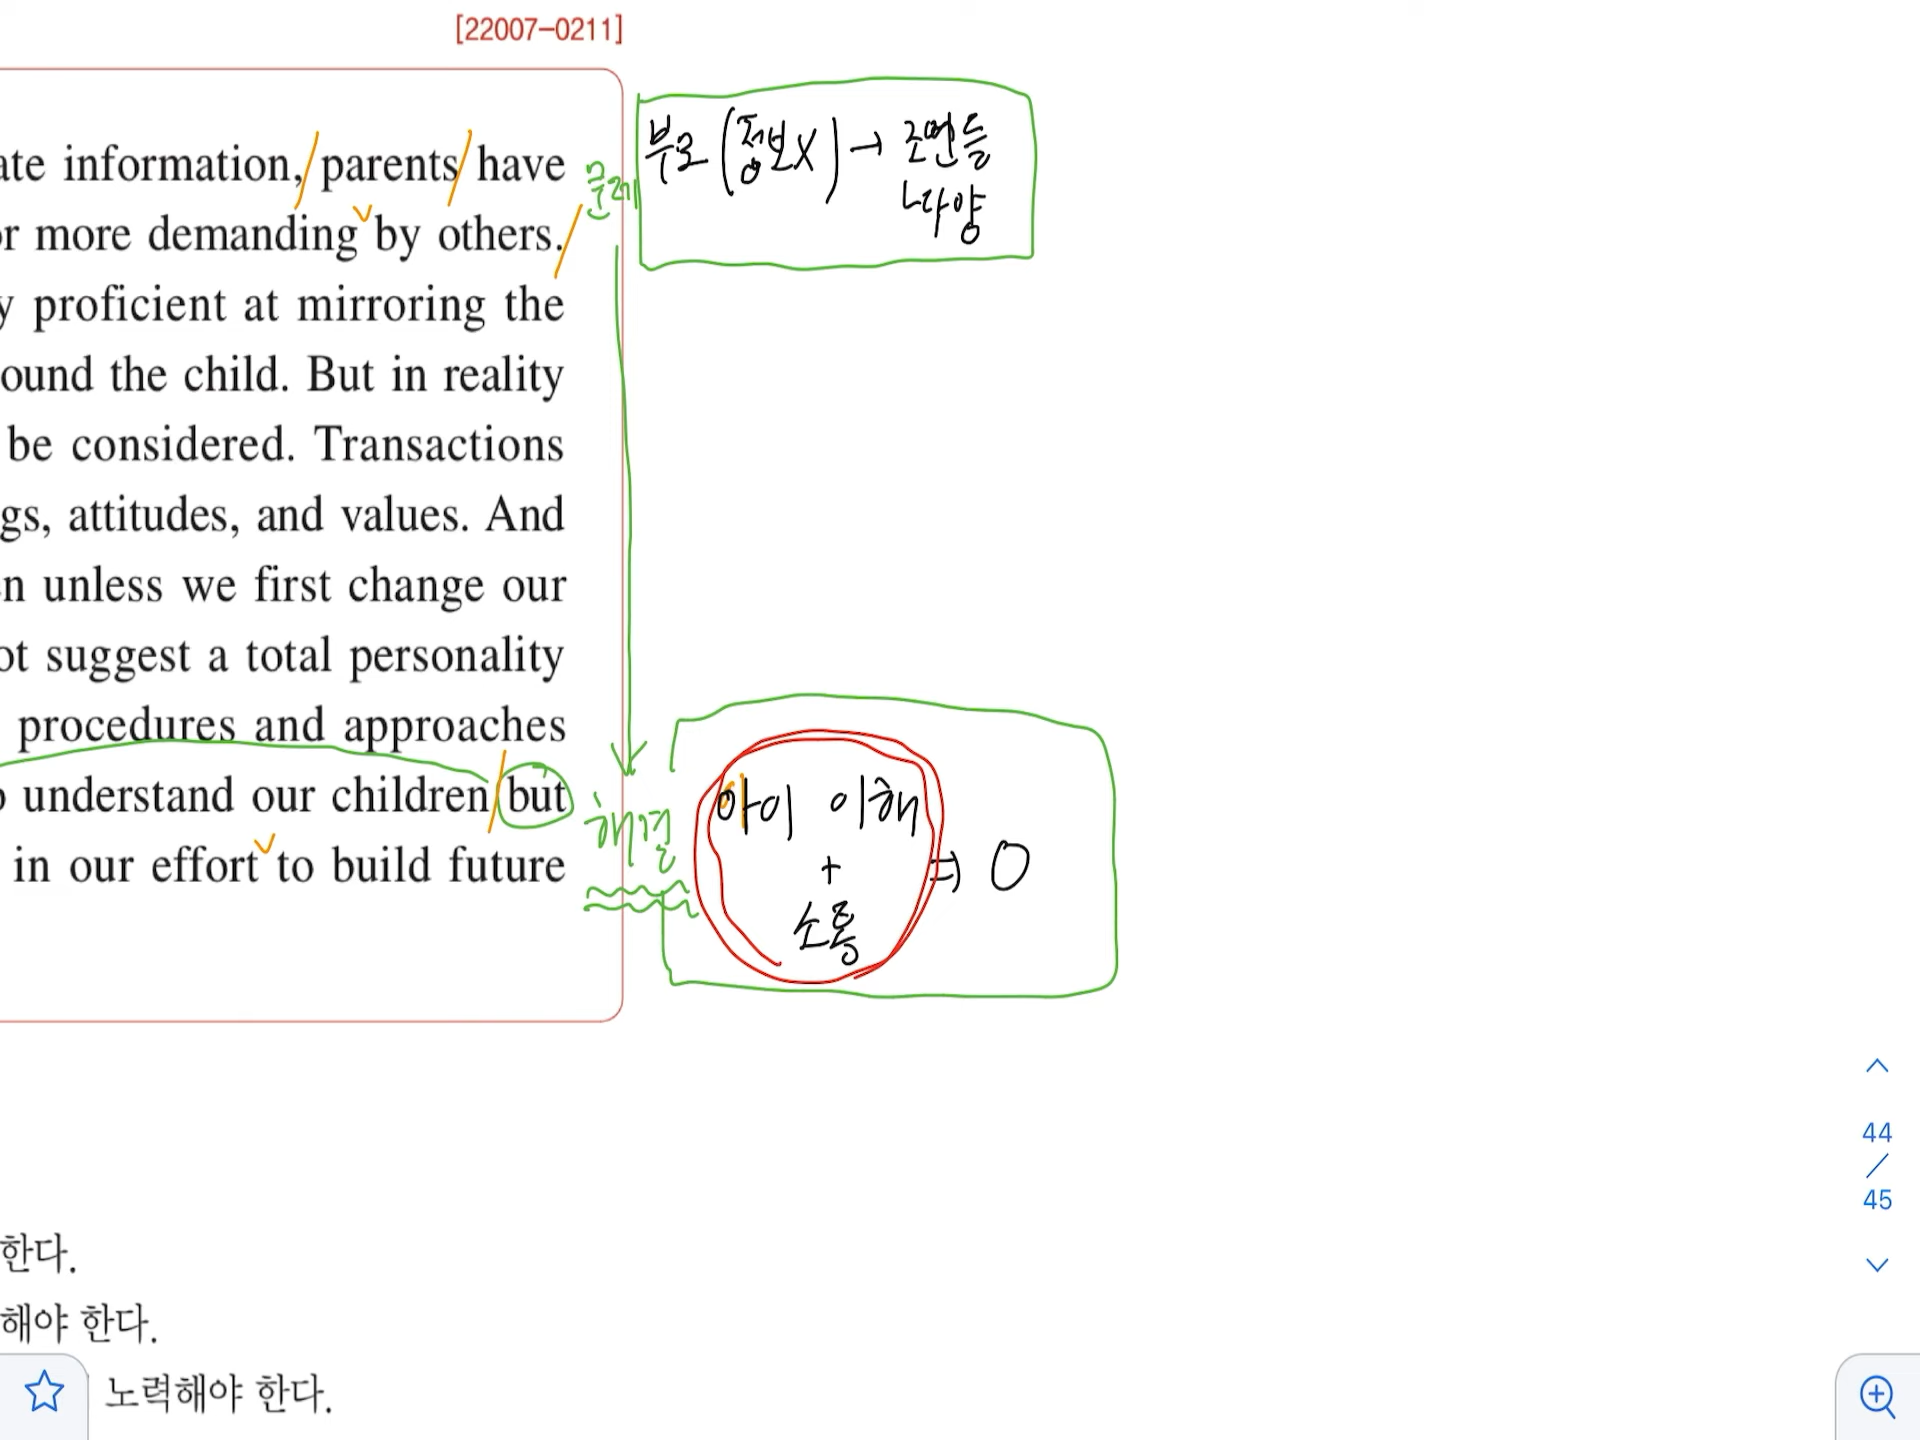 [22007-0211]
ate information, parents have
or more demanding by others.
y proficient at mirroring the
ound the child. But in reality
be considered. Transactions
gs, attitudes, and values. And
n unless we first change our
ot suggest a total personality
procedures and approaches
o understand our children but
in our effort to build future
문제
부모 (정보X) → 조언들
다양
해결
아이 이해
+
소통
⇒ O
44
/
45
한다.
해야 한다.
노력해야 한다.